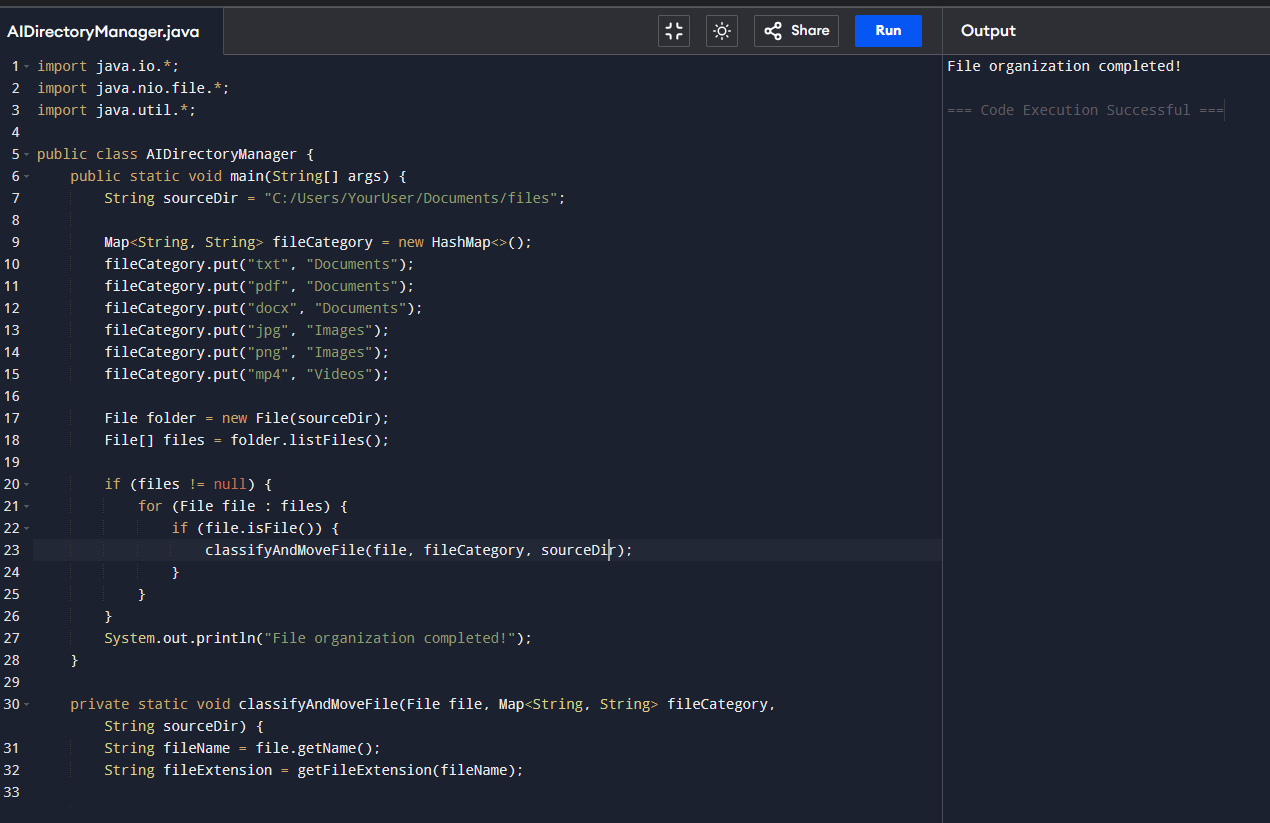 AIDirectoryManager.java
Share
Run
Output
1 import java.io.*;
2 import java.nio.file.*;
3 import java.util.*;
4
5 public class AIDirectoryManager {
6     public static void main(String[] args) {
7         String sourceDir = "C:/Users/YourUser/Documents/files";
8
9         Map<String, String> fileCategory = new HashMap<>();
10         fileCategory.put("txt", "Documents");
11         fileCategory.put("pdf", "Documents");
12         fileCategory.put("docx", "Documents");
13         fileCategory.put("jpg", "Images");
14         fileCategory.put("png", "Images");
15         fileCategory.put("mp4", "Videos");
16
17         File folder = new File(sourceDir);
18         File[] files = folder.listFiles();
19
20         if (files != null) {
21             for (File file : files) {
22                 if (file.isFile()) {
23                     classifyAndMoveFile(file, fileCategory, sourceDir);
24                 }
25             }
26         }
27         System.out.println("File organization completed!");
28     }
29
30     private static void classifyAndMoveFile(File file, Map<String, String> fileCategory,
        String sourceDir) {
31         String fileName = file.getName();
32         String fileExtension = getFileExtension(fileName);
33
File organization completed!
=== Code Execution Successful ===